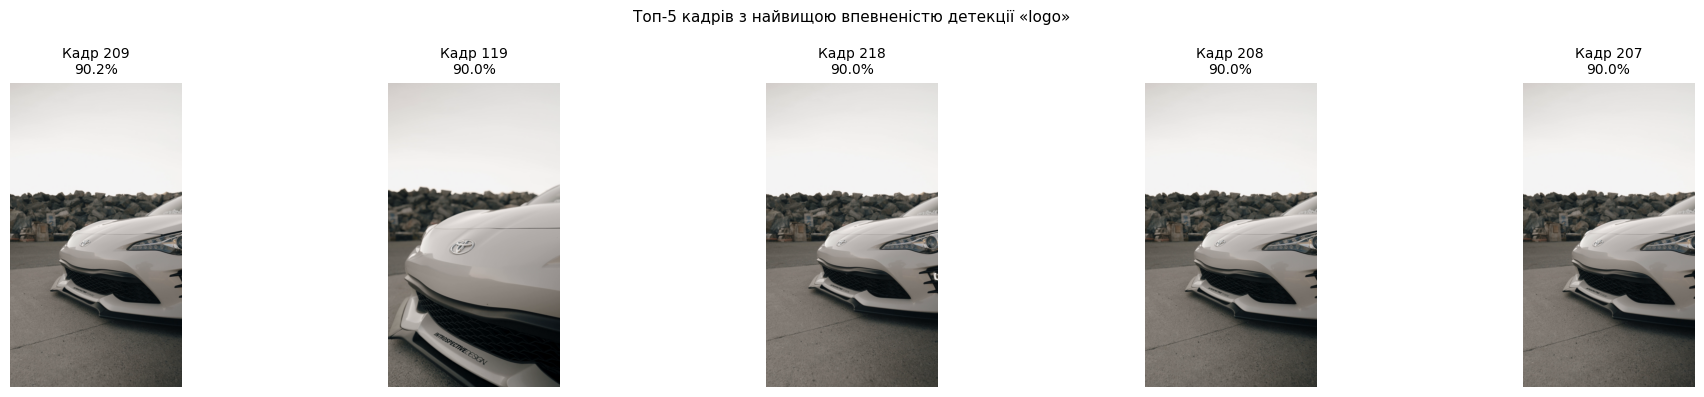 Топ-5 кадрів з найвищою впевненістю детекції «logo»
Кадр 209
90.2%
Кадр 119
90.0%
Кадр 218
90.0%
Кадр 208
90.0%
Кадр 207
90.0%
INTROSPECTIVEDESIGN